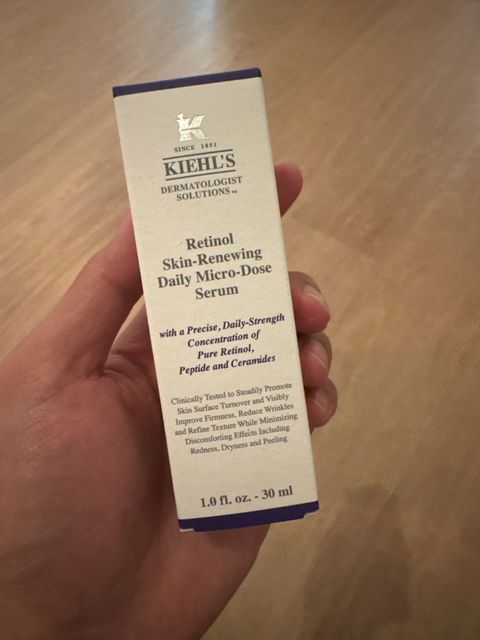 K
SINCE 1851
KIEHL'S
DERMATOLOGIST
SOLUTIONS™
Retinol
Skin-Renewing
Daily Micro-Dose
Serum
with a Precise, Daily-Strength
Concentration of
Pure Retinol,
Peptide and Ceramides
Clinically Tested to Steadily Promote
Skin Surface Turnover and Visibly
Improve Firmness, Reduce Wrinkles
and Refine Texture While Minimizing
Discomforting Effects Including
Redness, Dryness and Peeling
1.0 fl. oz. - 30 ml